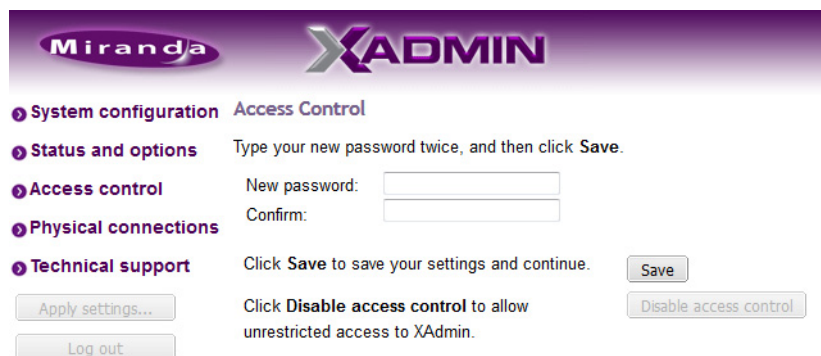 Miranda
XADMIN
System configuration
Status and options
Access control
Physical connections
Technical support
Apply settings...
Log out
Access Control
Type your new password twice, and then click Save.
New password:
Confirm:
Click Save to save your settings and continue.
Save
Click Disable access control to allow
unrestricted access to XAdmin.
Disable access control